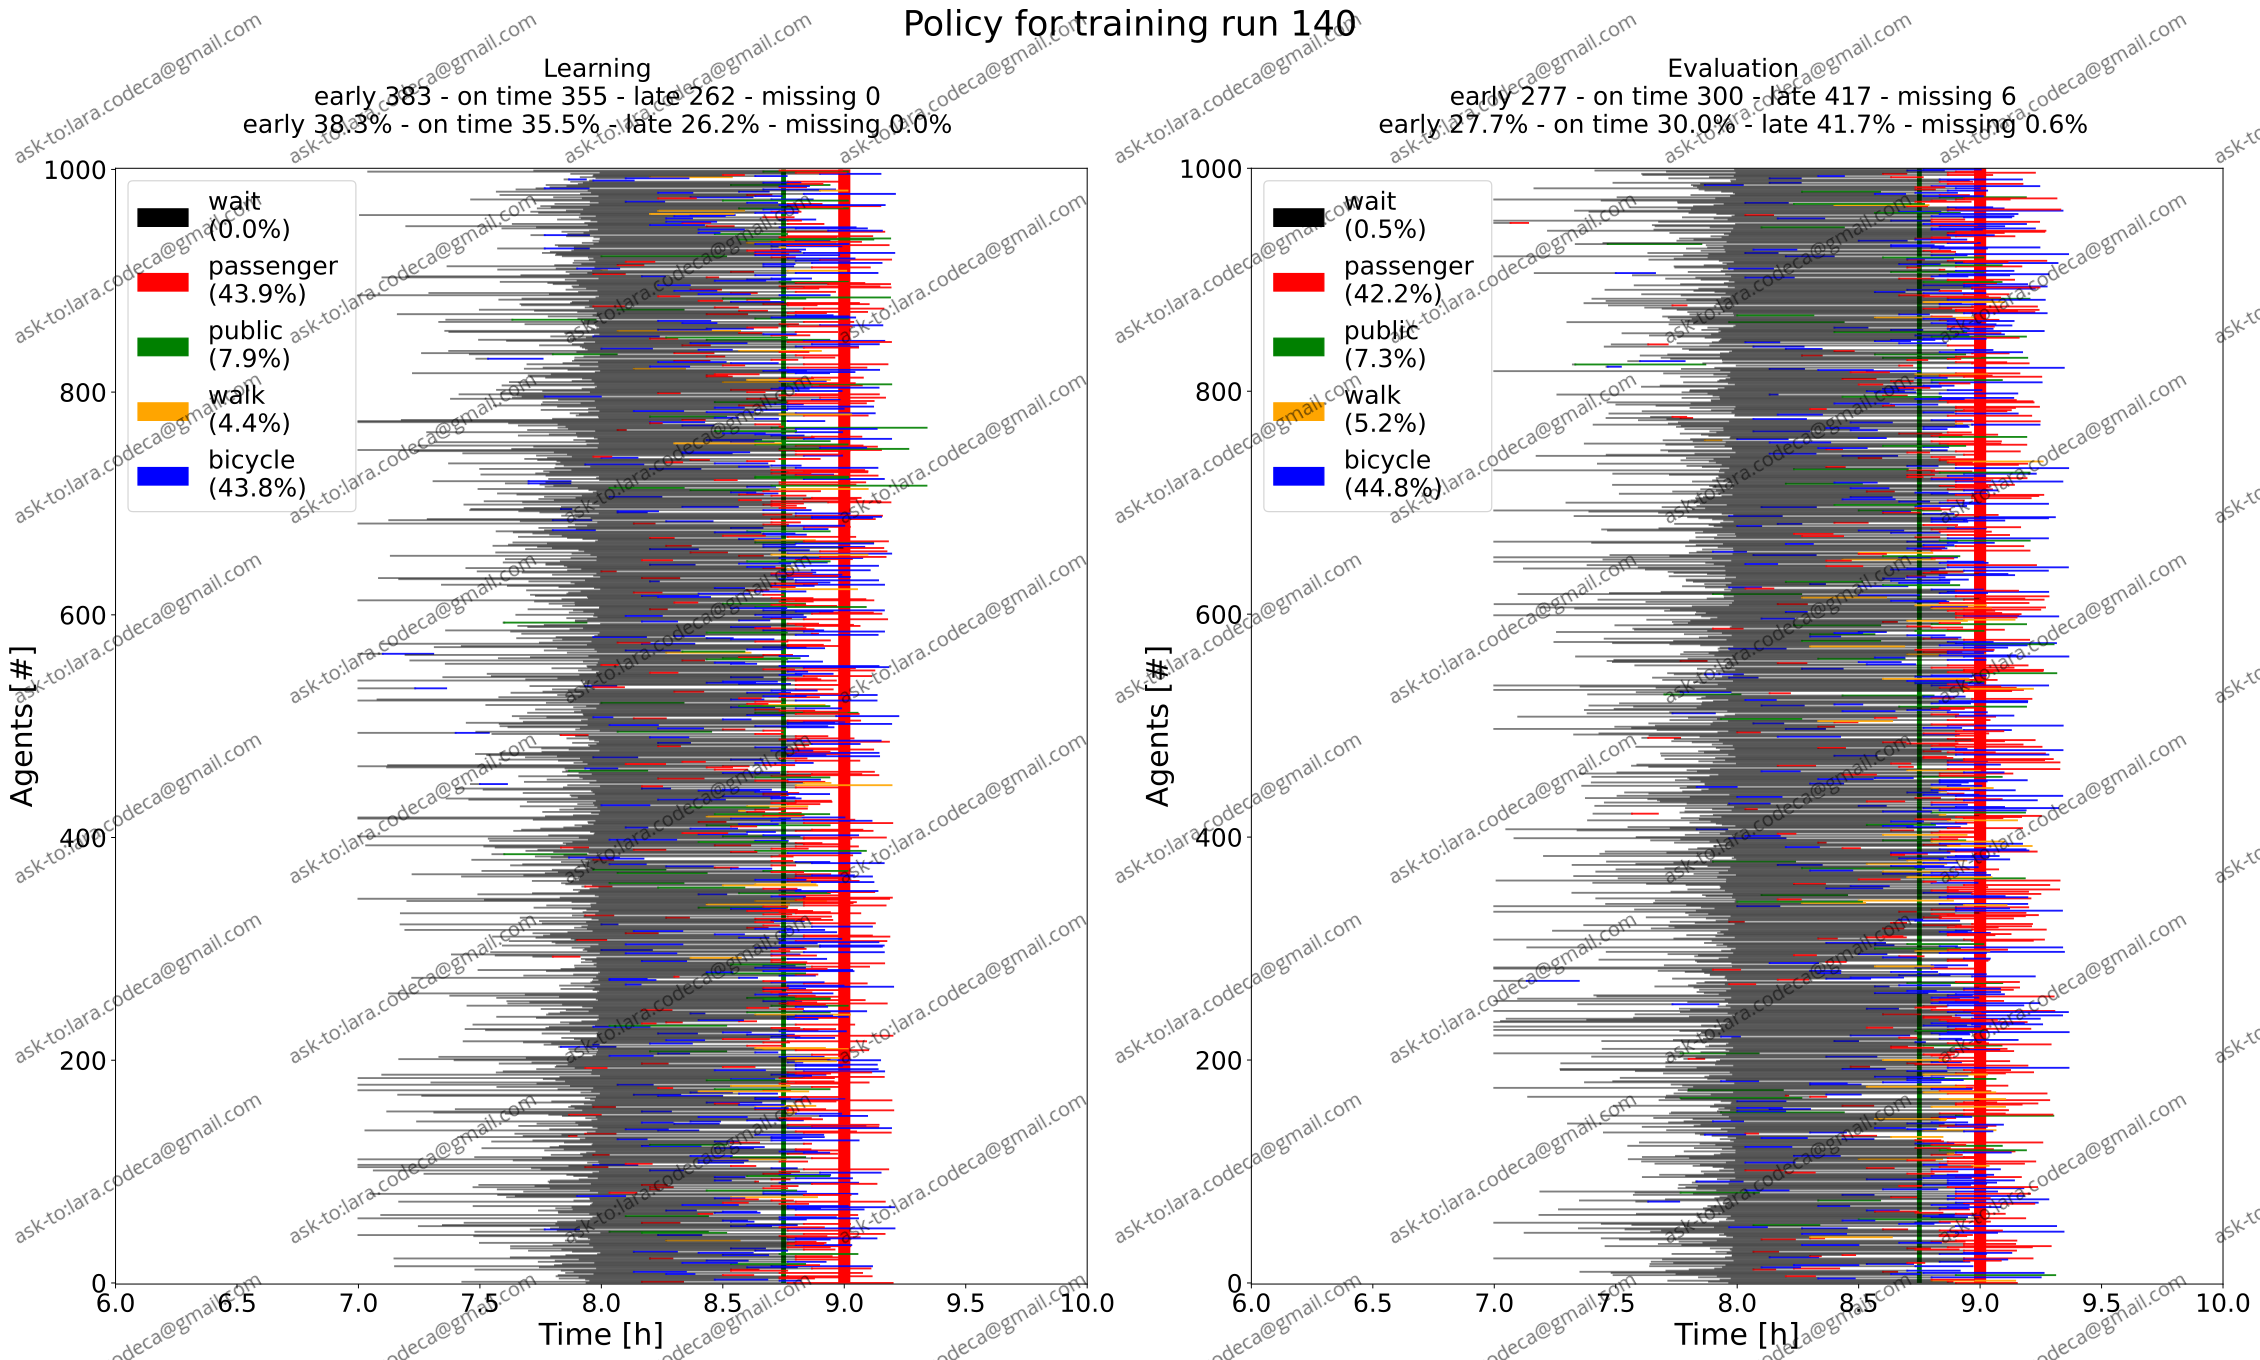 Policy for training run 140
Learning
early 383 - on time 355 - late 262 - missing 0
early 38.3% - on time 35.5% - late 26.2% - missing 0.0%
1000
800
600
400
200
0
Agents [#]
wait
(0.0%)
passenger
(43.9%)
public
(7.9%)
walk
(4.4%)
bicycle
(43.8%)
6.0 6.5 7.0 7.5 8.0 8.5 9.0 9.5 10.0
Time [h]
Evaluation
early 277 - on time 300 - late 417 - missing 6
early 27.7% - on time 30.0% - late 41.7% - missing 0.6%
1000
800
600
400
200
0
Agents [#]
wait
(0.5%)
passenger
(42.2%)
public
(7.3%)
walk
(5.2%)
bicycle
(44.8%)
6.0 6.5 7.0 7.5 8.0 8.5 9.0 9.5 10.0
Time [h]
ask-to:lara.codeca@gmail.com